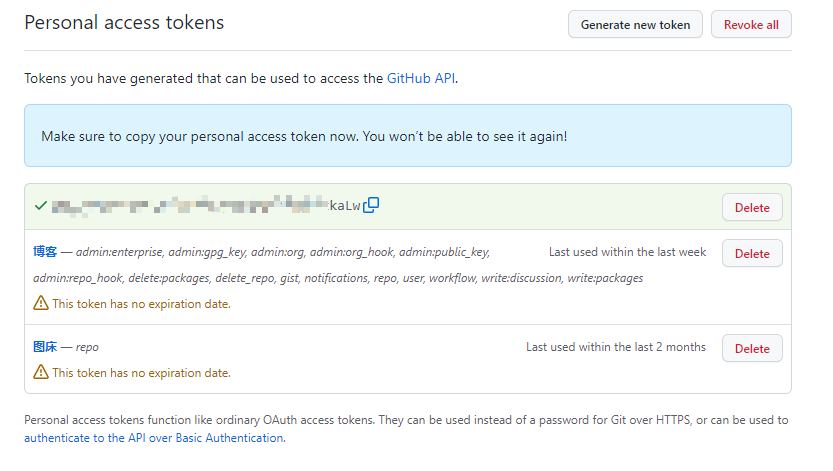 Personal access tokens
Generate new token
Revoke all
Tokens you have generated that can be used to access the GitHub API.
Make sure to copy your personal access token now. You won't be able to see it again!
kaLw
Delete
博客 — admin:enterprise, admin:gpg_key, admin:org, admin:org_hook, admin:public_key,
Last used within the last week
Delete
admin:repo_hook, delete:packages, delete_repo, gist, notifications, repo, user, workflow, write:discussion, write:packages
This token has no expiration date.
图床 — repo
Last used within the last 2 months
Delete
This token has no expiration date.
Personal access tokens function like ordinary OAuth access tokens. They can be used instead of a password for Git over HTTPS, or can be used to
authenticate to the API over Basic Authentication.